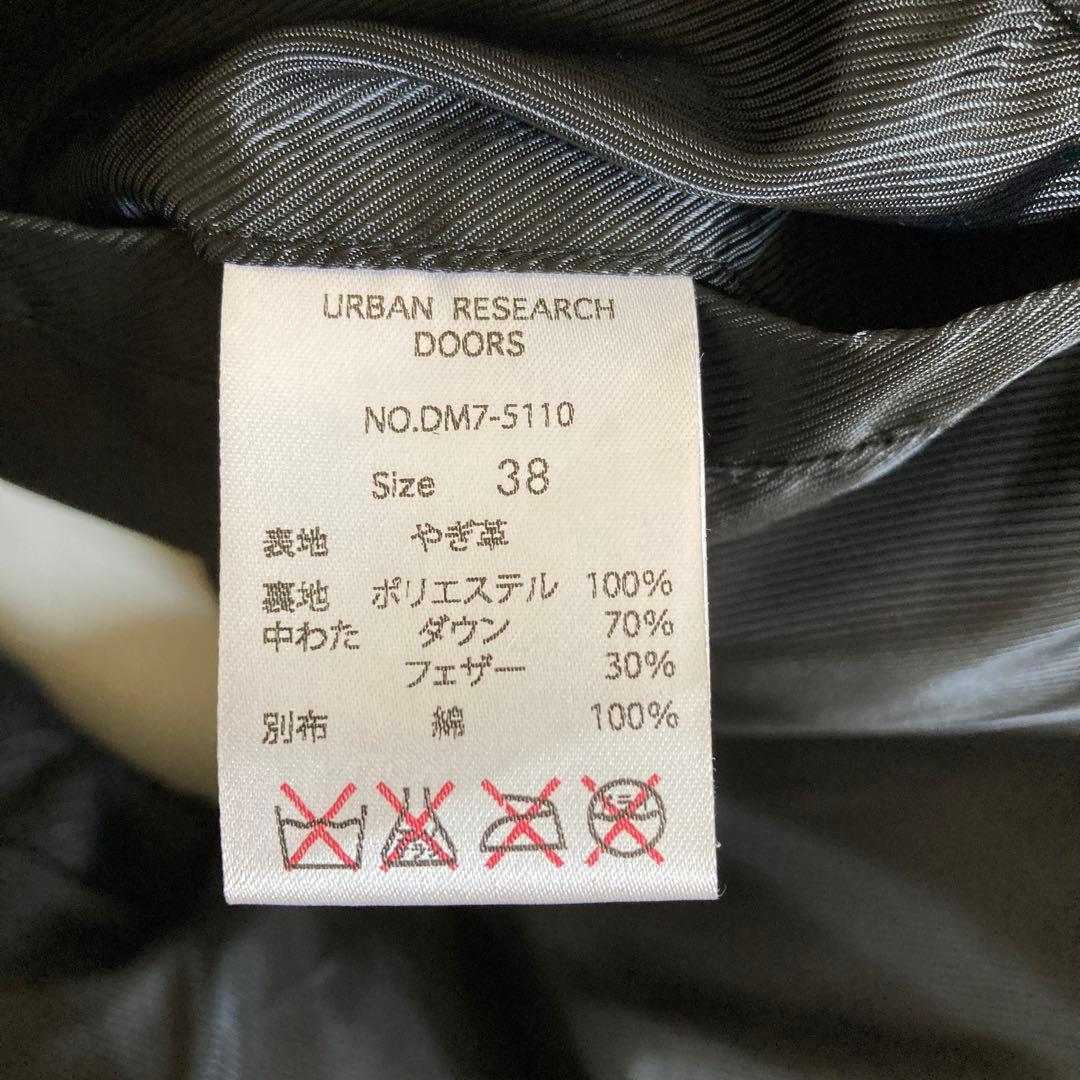 URBAN RESEARCH
DOORS
NO.DM7-5110
Size 38
表地 やぎ革
裏地 ポリエステル 100%
中わた ダウン 70%
フェザー 30%
別布 綿 100%